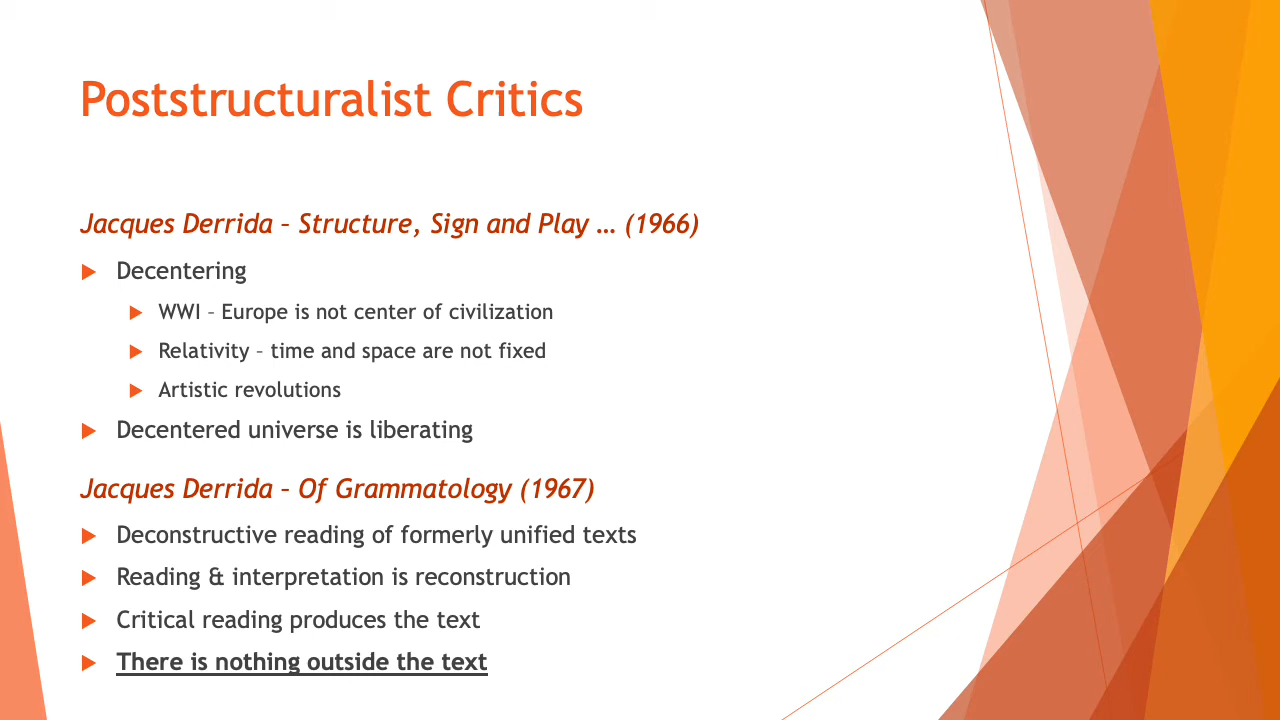 Poststructuralist Critics
Jacques Derrida – Structure, Sign and Play … (1966)
Decentering
WWI – Europe is not center of civilization
Relativity – time and space are not fixed
Artistic revolutions
Decentered universe is liberating
Jacques Derrida – Of Grammatology (1967)
Deconstructive reading of formerly unified texts
Reading & interpretation is reconstruction
Critical reading produces the text
There is nothing outside the text